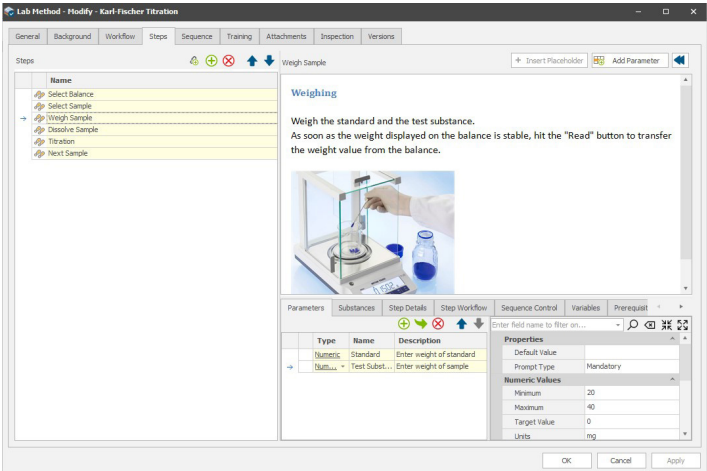 Lab Method - Modify - Karl-Fischer Titration
General Background Workflow Steps Sequence Training Attachments Inspection Versions
Steps
Name
Select Balance
Select Sample
Weigh Sample
Dissolve Sample
Titration
Next Sample
Weigh Sample
+ Insert Placeholder Add Parameter
Weighing
Weigh the standard and the test substance.
As soon as the weight displayed on the balance is stable, hit the "Read" button to transfer
the weight value from the balance.
Parameters Substances Step Details Step Workflow Sequence Control Variables Prerequisit
Enter field name to filter on...
Type Name Description
Numeric Standard Enter weight of standard
Num... Test Subst... Enter weight of sample
Properties
Default Value
Prompt Type Mandatory
Numeric Values
Minimum 20
Maximum 40
Target Value 0
Units mg
OK Cancel Apply